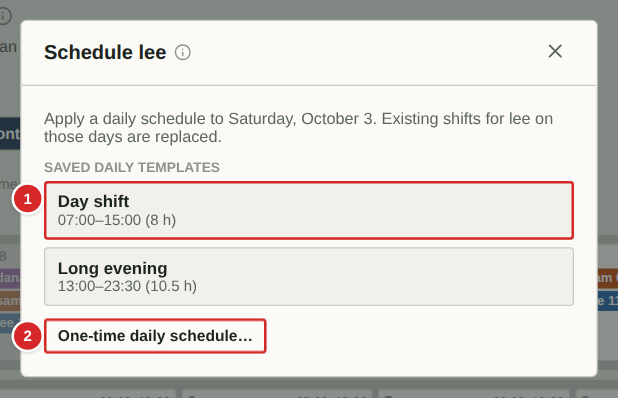 Schedule lee
Apply a daily schedule to Saturday, October 3. Existing shifts for lee on
those days are replaced.
SAVED DAILY TEMPLATES
1
Day shift
07:00–15:00 (8 h)
Long evening
13:00–23:30 (10.5 h)
2
One-time daily schedule…